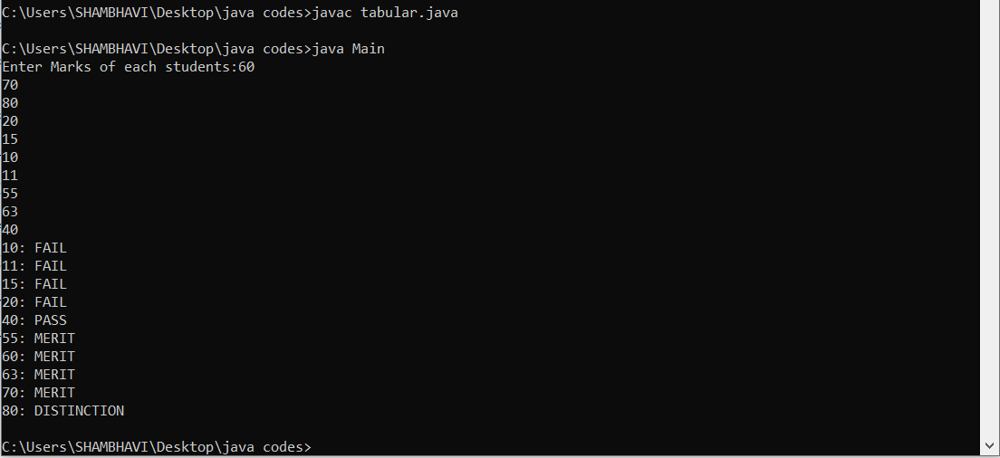 C:\Users\SHAMBHAVI\Desktop\java codes>javac tabular.java
C:\Users\SHAMBHAVI\Desktop\java codes>java Main
Enter Marks of each students:60
70
80
20
15
10
11
55
63
40
10: FAIL
11: FAIL
15: FAIL
20: FAIL
40: PASS
55: MERIT
60: MERIT
63: MERIT
70: MERIT
80: DISTINCTION
C:\Users\SHAMBHAVI\Desktop\java codes>